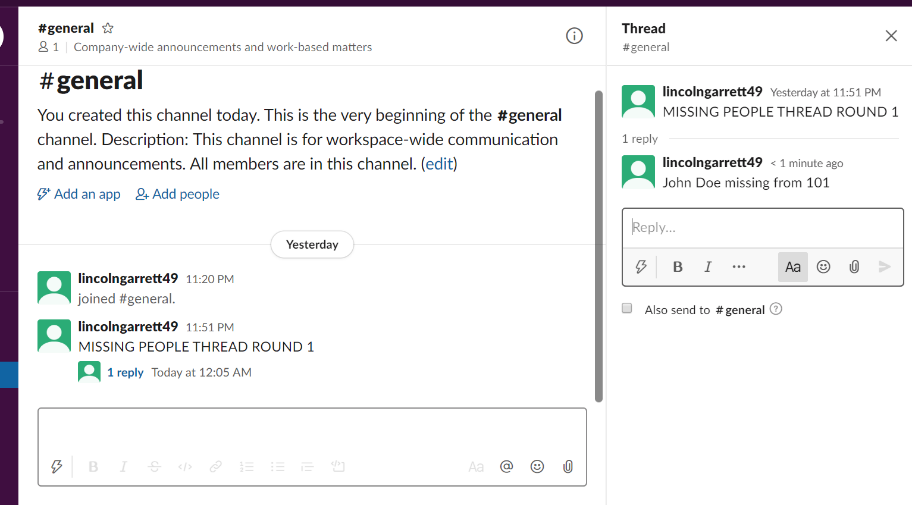 #general
1 | Company-wide announcements and work-based matters
#general
You created this channel today. This is the very beginning of the #general
channel. Description: This channel is for workspace-wide communication
and announcements. All members are in this channel. (edit)
Add an app Add people
Yesterday
lincolngarrett49 11:20 PM
joined #general.
lincolngarrett49 11:51 PM
MISSING PEOPLE THREAD ROUND 1
1 reply Today at 12:05 AM
B I S </> Aa @
Thread
#general
lincolngarrett49 Yesterday at 11:51 PM
MISSING PEOPLE THREAD ROUND 1
1 reply
lincolngarrett49 < 1 minute ago
John Doe missing from 101
Reply...
B I ••• Aa
Also send to # general ?